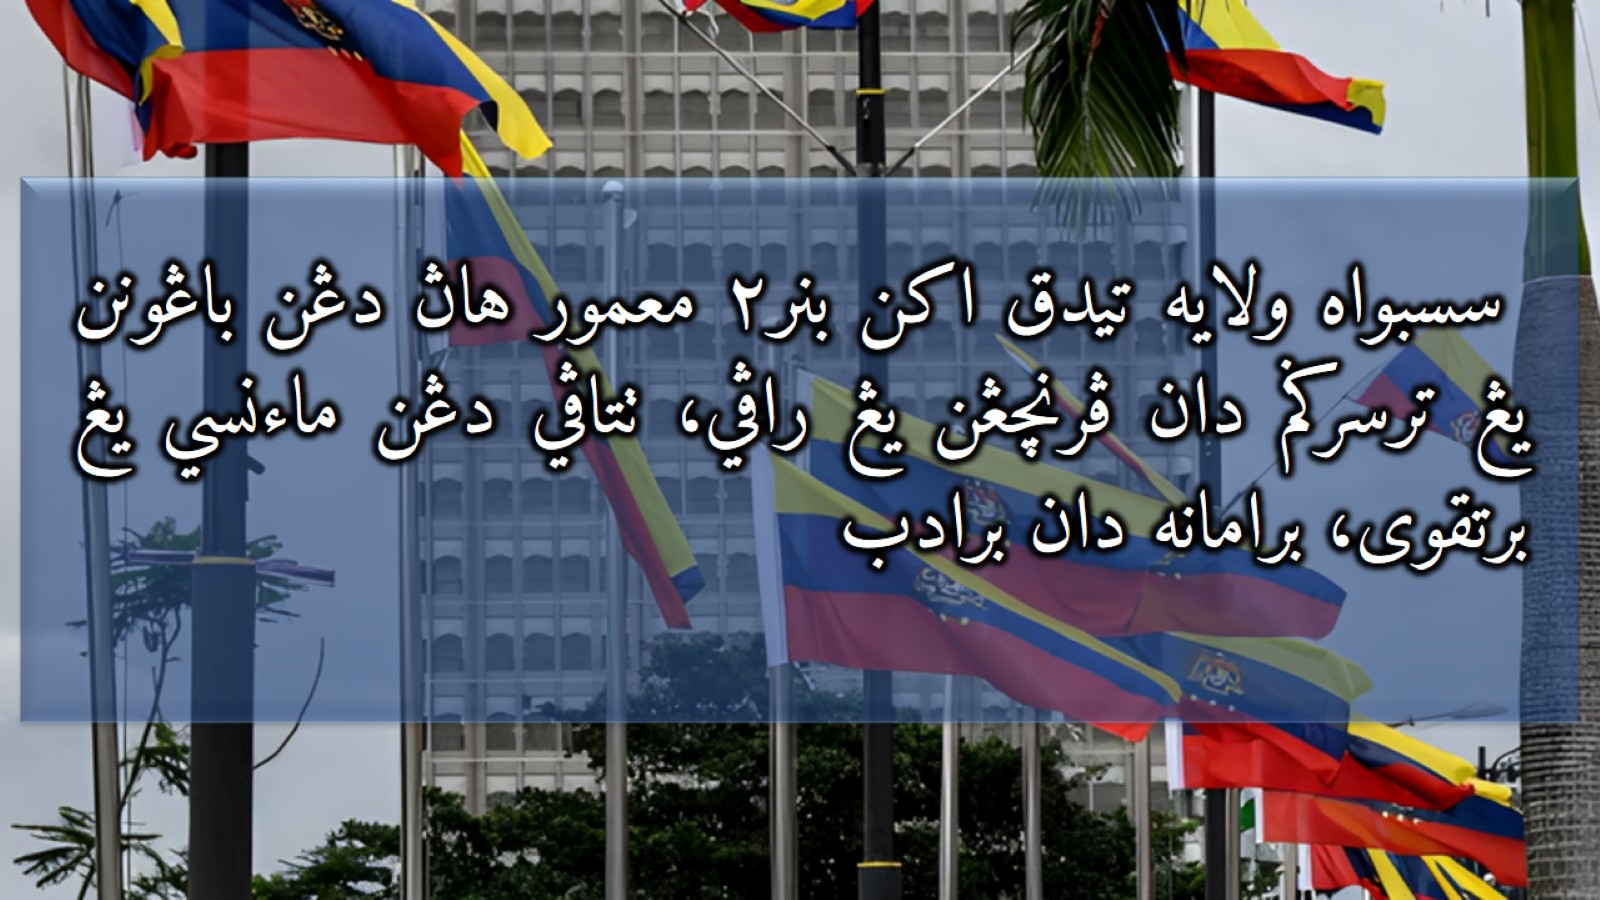 سسبواه ولايه تيدق اكن بنر٢ معمور هاڽ دڠن باڠونن
يڠ ترسرݢم دان ڤرنچڠن يڠ راڤي، تتاڤي دڠن ماءنسي يڠ
برتقوى، برامانه دان برادب